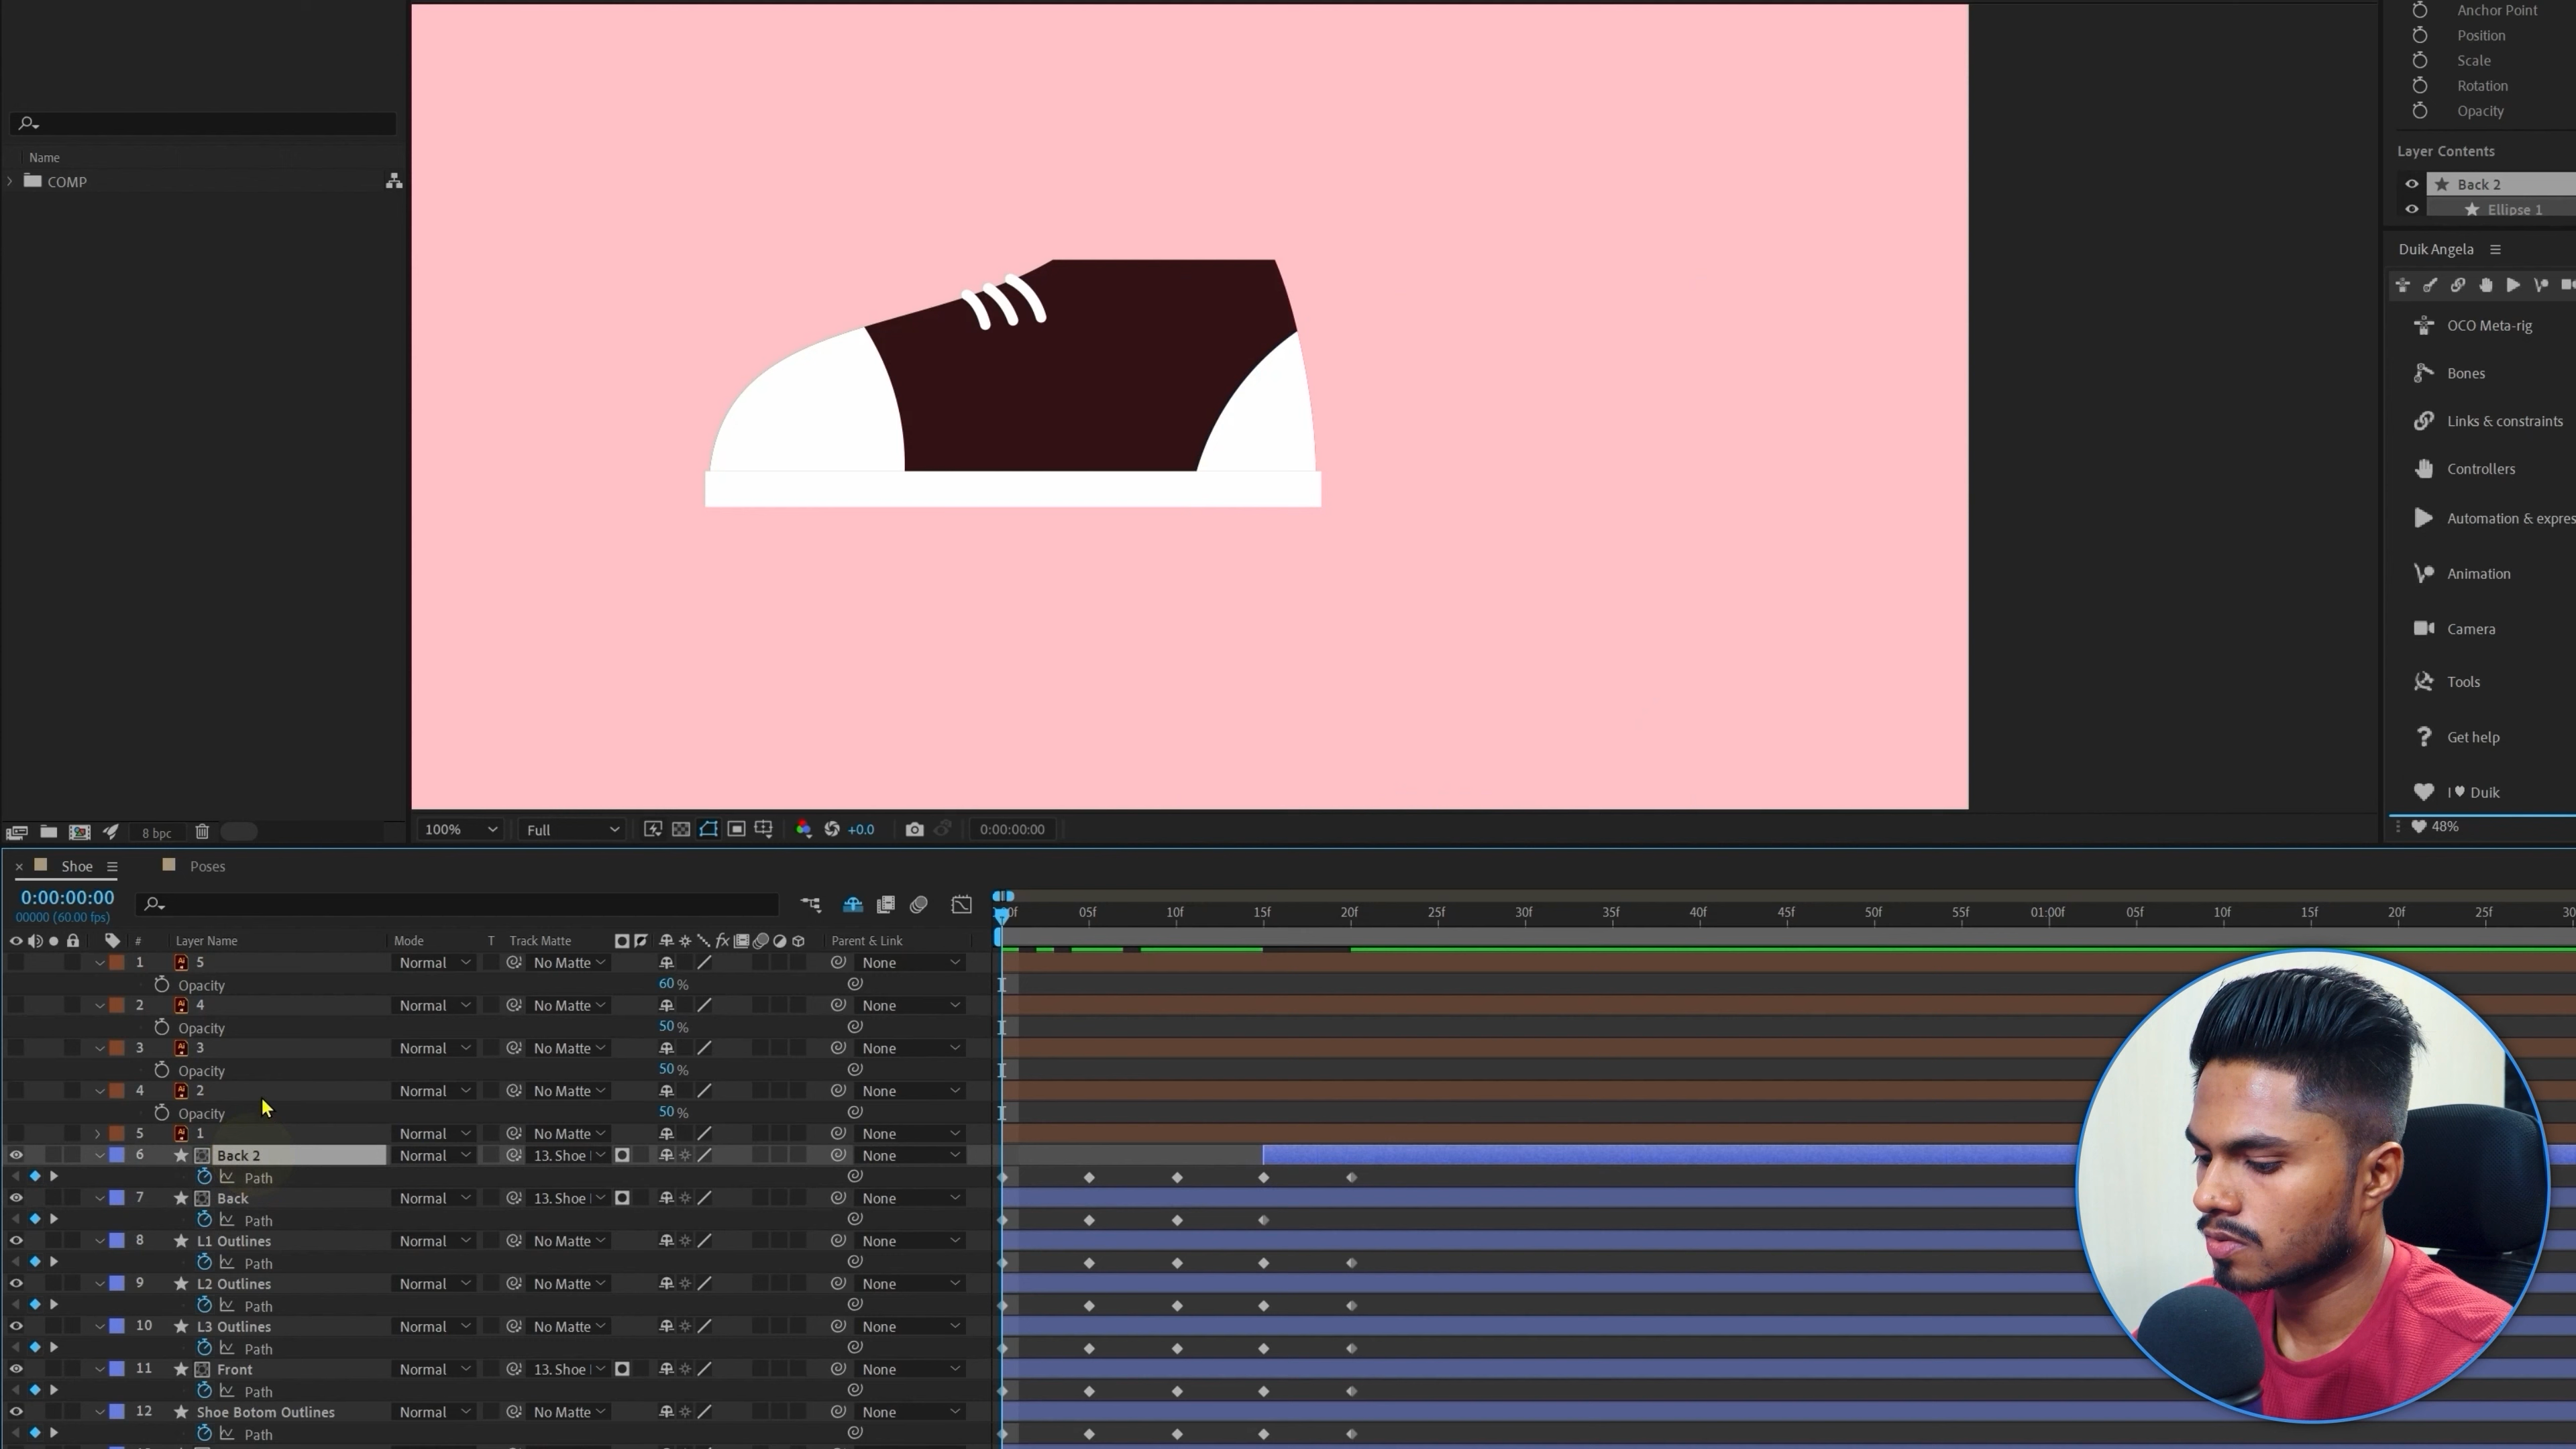 Anchor Point
Position
Scale
Rotation
Opacity
Layer Contents
Back 2
Ellipse 1
Duik Angela
OCO Meta-rig
Bones
Links & constraints
Controllers
Automation & expres
Animation
Camera
Tools
Get help
I ♥ Duik
48%
Name
COMP
8 bpc
100%
Full
+0.0
0:00:00:00
Shoe
Poses
0:00:00:00
00000 (60.00 fps)
05f 10f 15f 20f 25f 30f 35f 40f 45f 50f 55f 01:00f 05f 10f 15f 20f 25f 30
# Layer Name Mode T Track Matte fx Parent & Link
1 5 Normal No Matte None
Opacity 60 %
2 4 Normal No Matte None
Opacity 50 %
3 3 Normal No Matte None
Opacity 50 %
4 2 Normal No Matte None
Opacity 50 %
5 1 Normal No Matte None
6 Back 2 Normal 13. Shoe None
Path
7 Back Normal 13. Shoe None
Path
8 L1 Outlines Normal No Matte None
Path
9 L2 Outlines Normal No Matte None
Path
10 L3 Outlines Normal No Matte None
Path
11 Front Normal 13. Shoe None
Path
12 Shoe Botom Outlines Normal No Matte None
Path